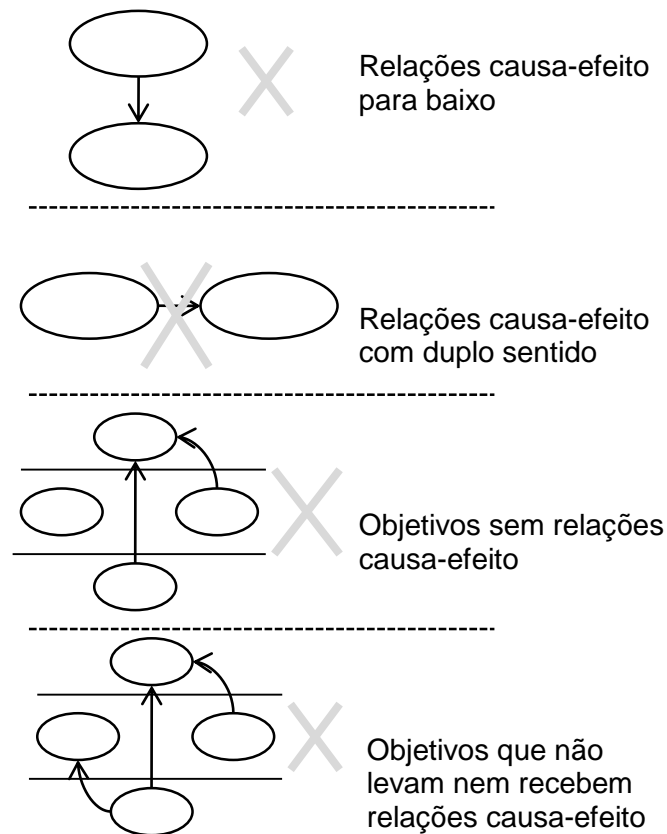 Relações causa-efeito
para baixo
Relações causa-efeito
com duplo sentido
Objetivos sem relações
causa-efeito
Objetivos que não
levam nem recebem
relações causa-efeito